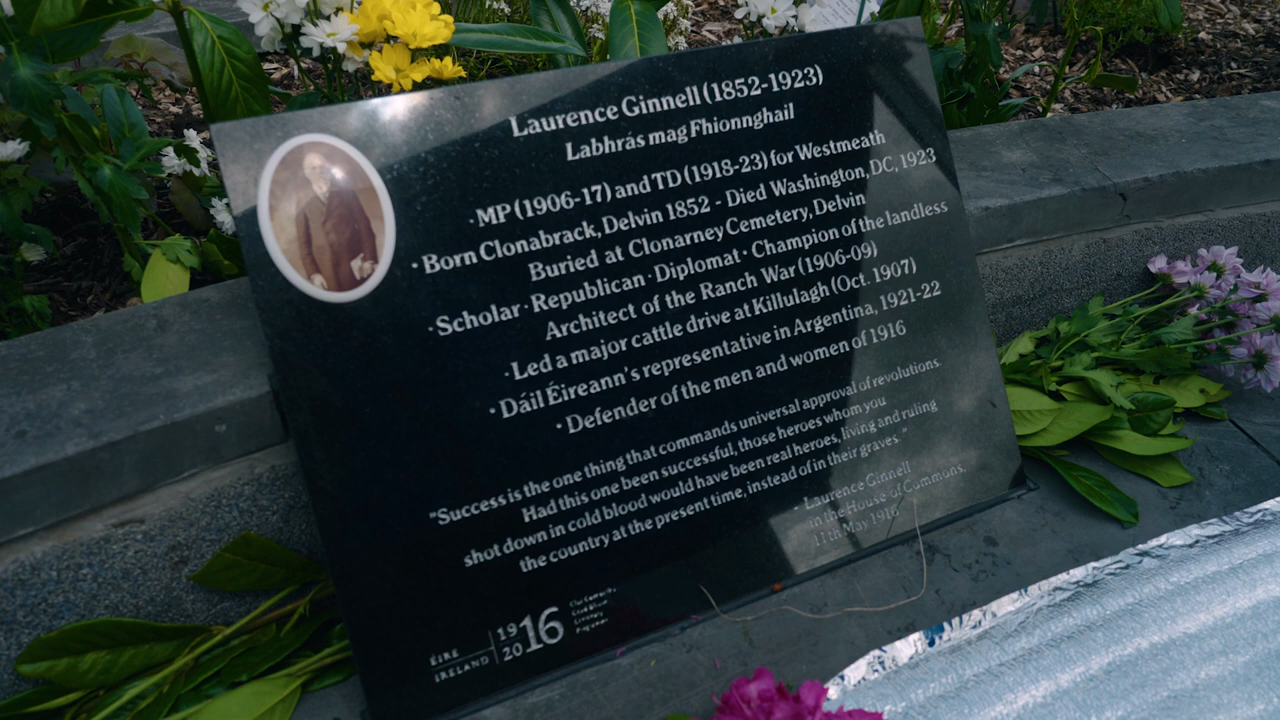 Laurence Ginnell (1852-1923)
Labhrás mag Fhionnghail
·MP (1906-17) and TD (1918-23) for Westmeath
·Born Clonabrack, Delvin 1852 - Died Washington, DC, 1923
Buried at Clonarney Cemetery, Delvin
·Scholar · Republican · Diplomat · Champion of the landless
Architect of the Ranch War (1906-09)
·Led a major cattle drive at Killulagh (Oct. 1907)
·Dáil Éireann's representative in Argentina, 1921-22
·Defender of the men and women of 1916
"Success is the one thing that commands universal approval of revolutions.
Had this one been successful, those heroes whom you
shot down in cold blood would have been real heroes, living and ruling
the country at the present time, instead of in their graves."
- Laurence Ginnell
in the House of Commons,
11th May 1916
ÉIRE
IRELAND
19
20
16